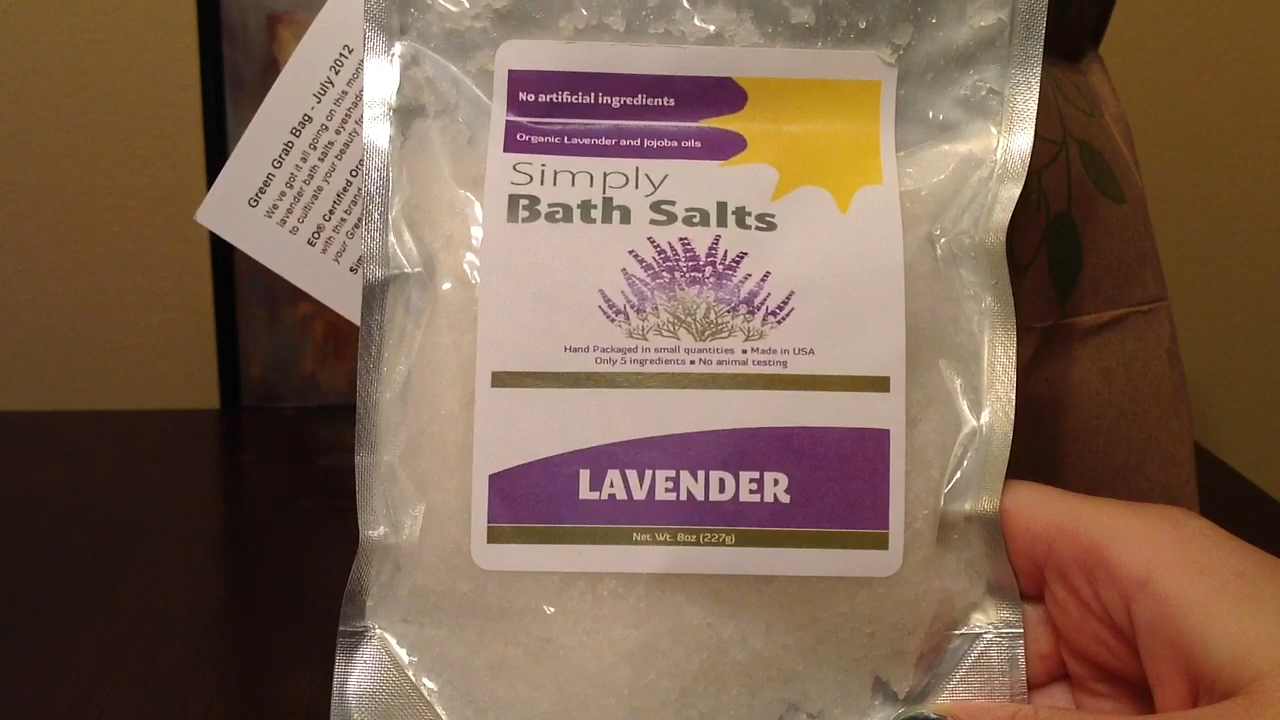 Green Grab Bag - July 2012
We've got it all going on this month
lavender bath salts, eyeshado
to cultivate your beauty
EO® Certified
with this brand
your
No artificial ingredients
Organic Lavender and Jojoba oils
Simply
Bath Salts
Hand Packaged in small quantities ■ Made in USA
Only 5 ingredients ■ No animal testing
LAVENDER
Net Wt. 8oz (227g)